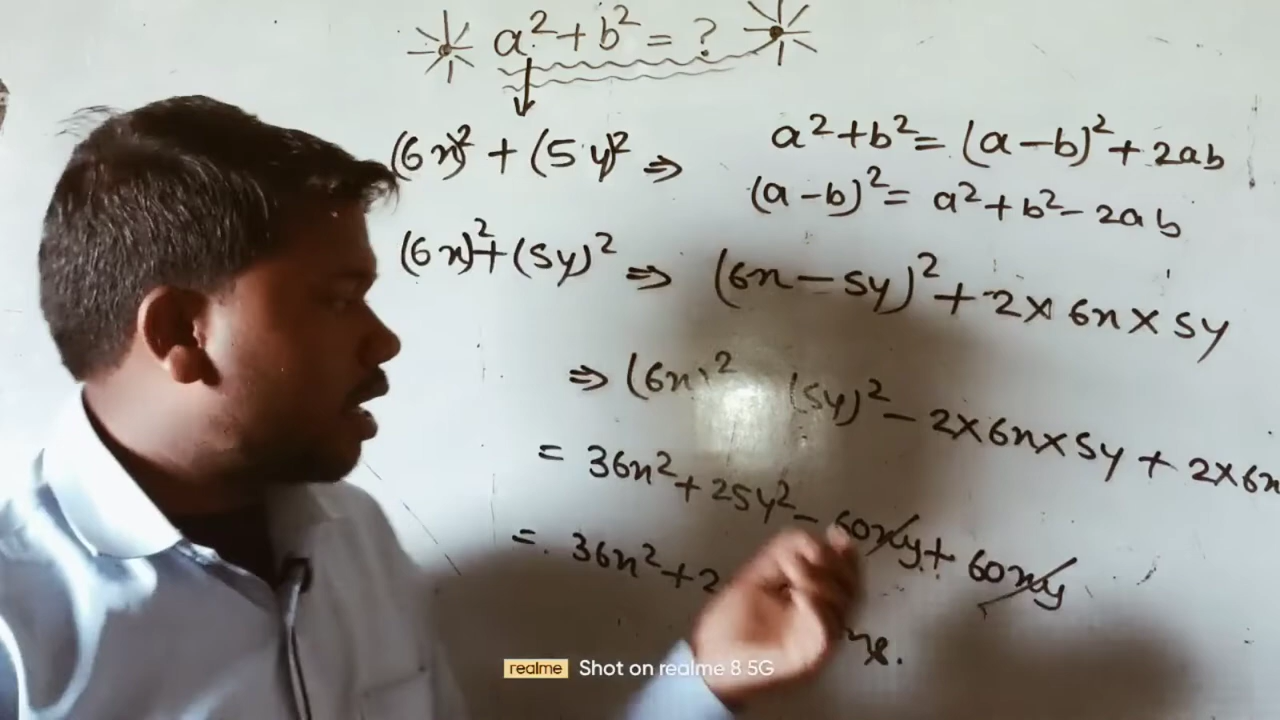 a² + b² = ?
(6x)² + (5y)² ⇒ a² + b² = (a - b)² + 2ab
(a - b)² = a² + b² - 2ab
(6x)² + (5y)² ⇒ (6x - 5y)² + 2 × 6x × 5y
⇒ (6x)² (5y)² - 2×6x×5y + 2×6x
= 36x² + 25y² - 60xy + 60xy
= 36x² + 2
realme Shot on realme 8 5G